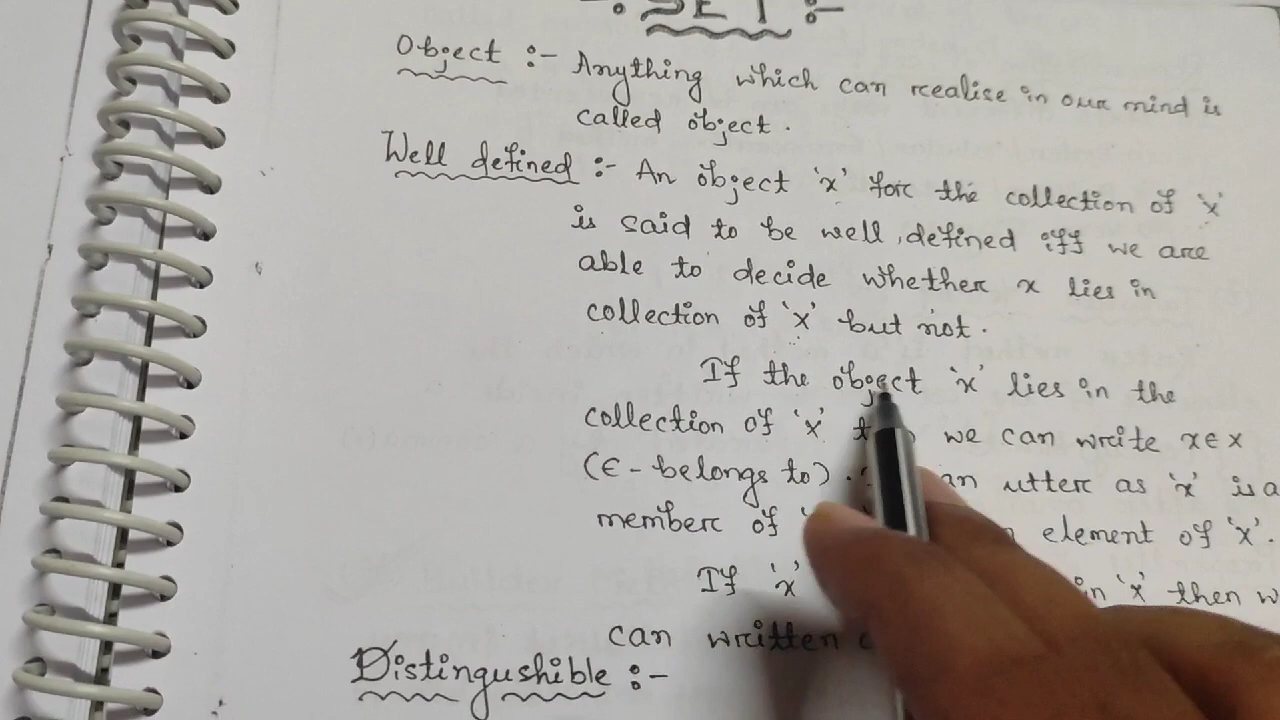 -: SET :-
Object :- Anything which can realise in our mind is
called object.
Well defined :- An object 'x' for the collection of 'x'
is said to be well defined iff we are
able to decide whether x lies in
collection of 'x' but not.
If the object 'x' lies in the
collection of 'x' we can write x∈x
(∈ - belongs to). an utter as 'x' is a
member of element of 'x'.
If 'x' in 'x' then w
can written
Distingushible :-